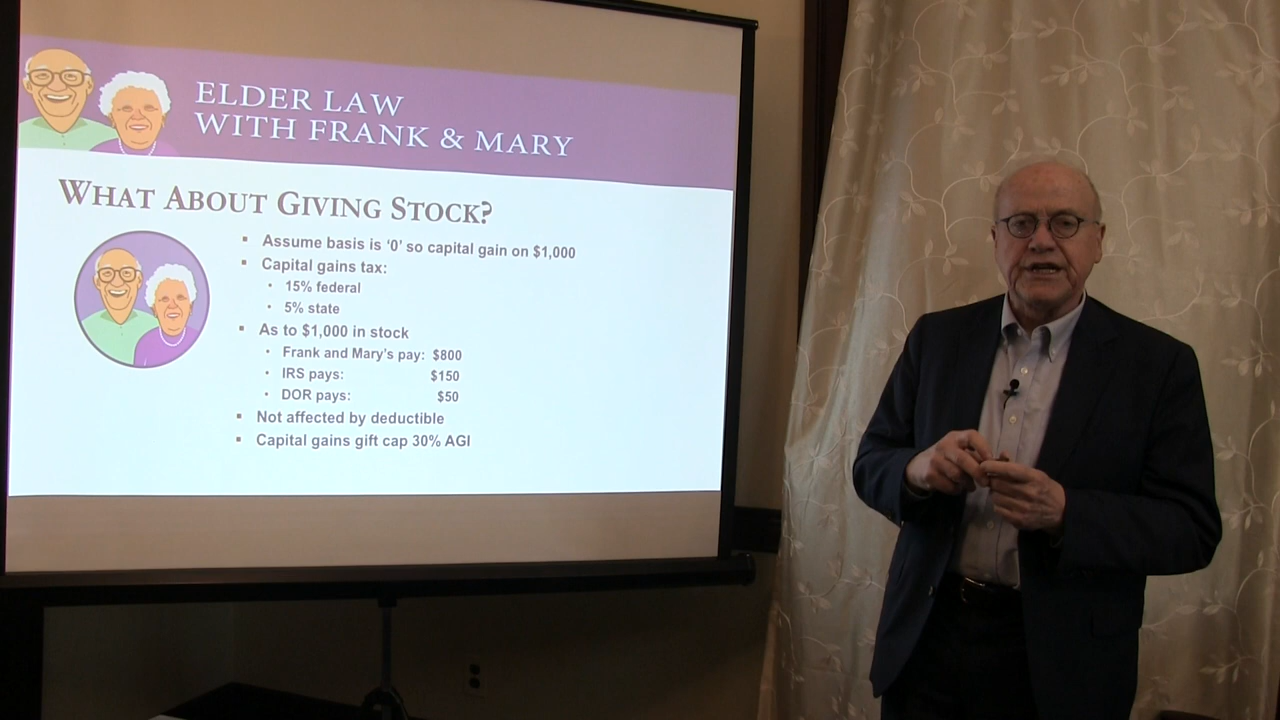 ELDER LAW
WITH FRANK & MARY
WHAT ABOUT GIVING STOCK?
▪ Assume basis is ‘0’ so capital gain on $1,000
▪ Capital gains tax:
• 15% federal
• 5% state
▪ As to $1,000 in stock
• Frank and Mary's pay: $800
• IRS pays: $150
• DOR pays: $50
▪ Not affected by deductible
▪ Capital gains gift cap 30% AGI